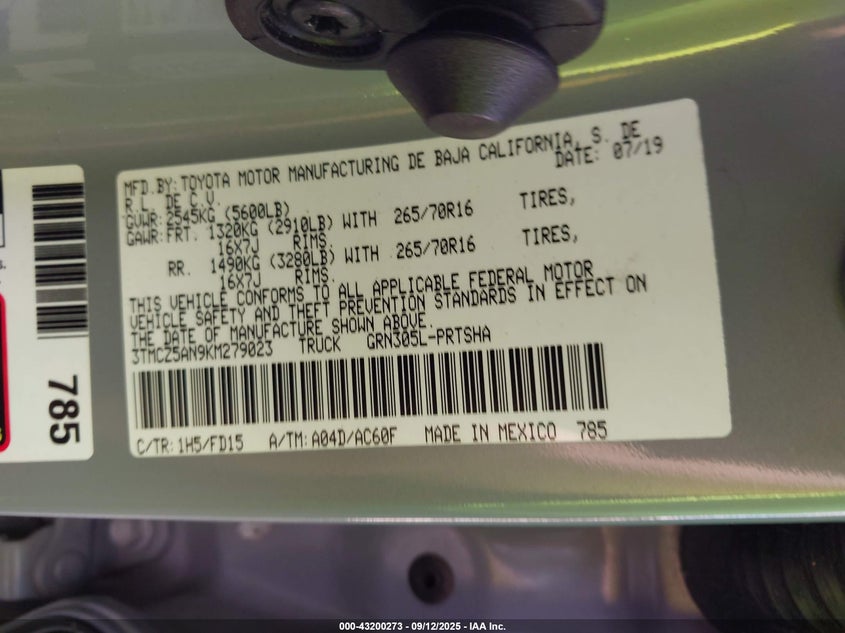 MFD.BY:TOYOTA MOTOR MANUFACTURING DE BAJA CALIFORNIA, S. DE
R.L. DE C.V. DATE: 07/19
GVWR:2545KG (5600LB)
GAWR:FRT. 1320KG (2910LB) WITH 265/70R16 TIRES,
16X7J RIMS.
RR. 1490KG (3280LB) WITH 265/70R16 TIRES,
16X7J RIMS.
THIS VEHICLE CONFORMS TO ALL APPLICABLE FEDERAL MOTOR
VEHICLE SAFETY AND THEFT PREVENTION STANDARDS IN EFFECT ON
THE DATE OF MANUFACTURE SHOWN ABOVE.
3TMCZ5AN9KM279023 TRUCK GRN305L-PRTSHA
C/TR:1H5/FD15 A/TM:A04D/AC60F MADE IN MEXICO 785
785
000-43200273 - 09/12/2025 - IAA Inc.